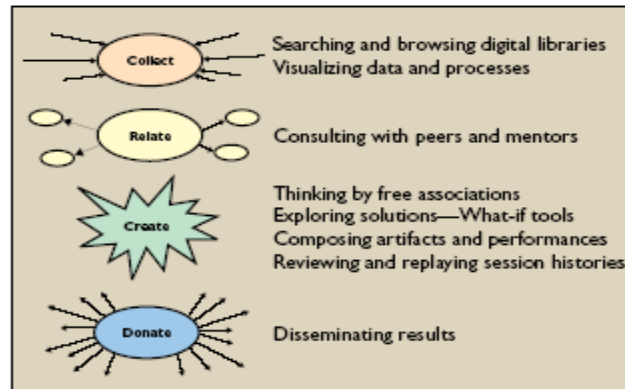 Collect
Searching and browsing digital libraries
Visualizing data and processes
Relate
Consulting with peers and mentors
Create
Thinking by free associations
Exploring solutions—What-if tools
Composing artifacts and performances
Reviewing and replaying session histories
Donate
Disseminating results